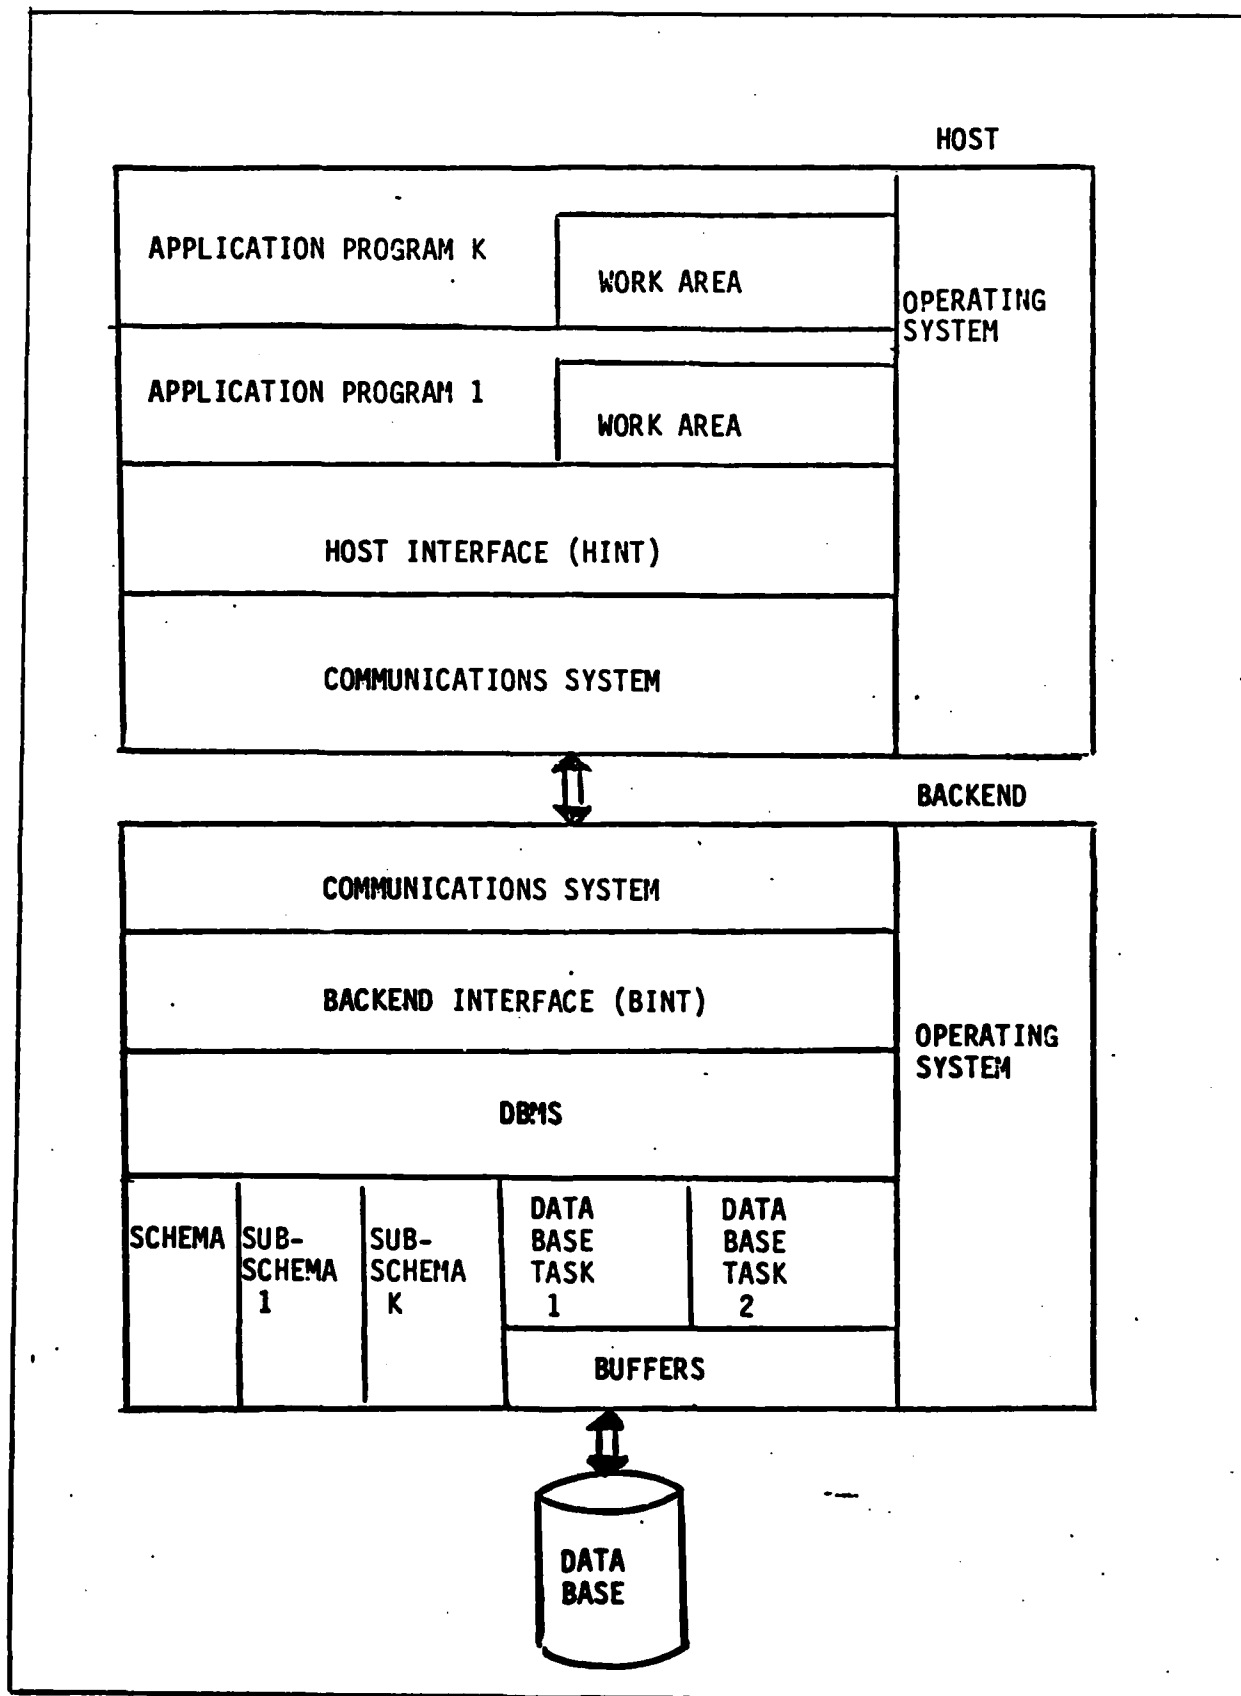 HOST
APPLICATION PROGRAM K
WORK AREA
OPERATING
SYSTEM
APPLICATION PROGRAM 1
WORK AREA
HOST INTERFACE (HINT)
COMMUNICATIONS SYSTEM
BACKEND
COMMUNICATIONS SYSTEM
BACKEND INTERFACE (BINT)
OPERATING
SYSTEM
DBMS
SCHEMA
SUB-
SCHEMA
1
SUB-
SCHEMA
K
DATA
BASE
TASK
1
DATA
BASE
TASK
2
BUFFERS
DATA
BASE